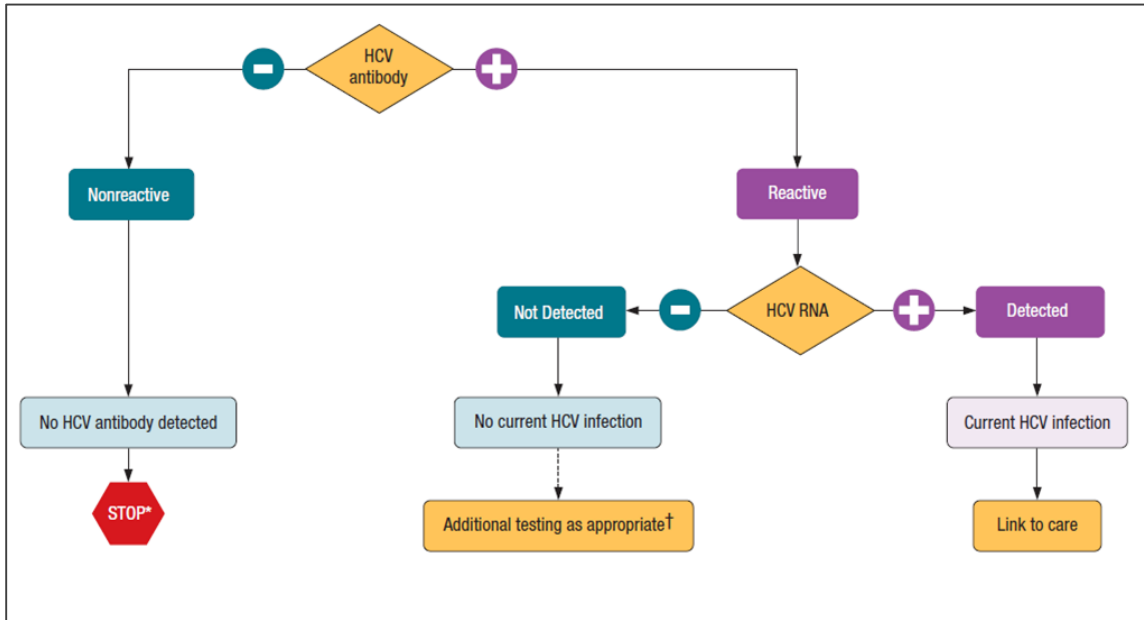 HCV
antibody
Nonreactive
Reactive
Not Detected
HCV RNA
Detected
No HCV antibody detected
No current HCV infection
Current HCV infection
STOP*
Additional testing as appropriate†
Link to care